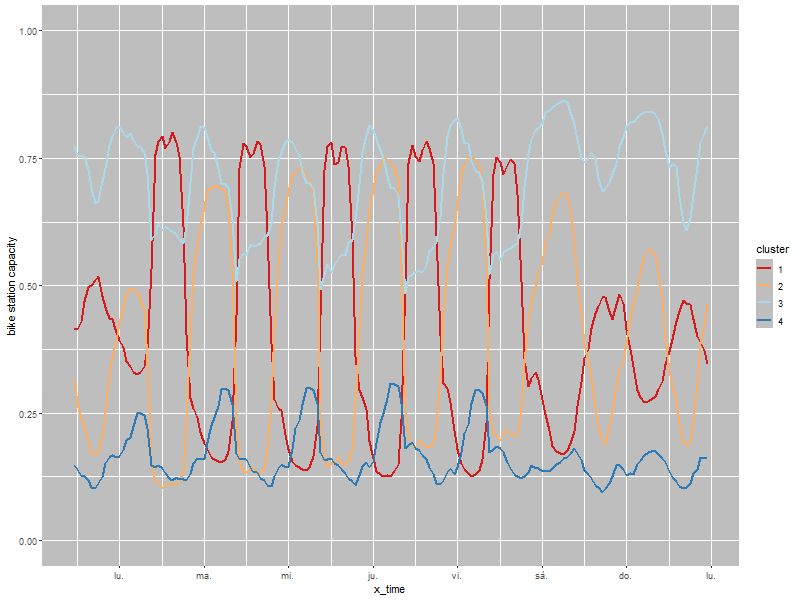 1.00
0.75
0.50
0.25
0.00
bike station capacity
lu.
ma.
mi.
ju.
vi.
sá.
do.
lu.
x_time
cluster
1
2
3
4